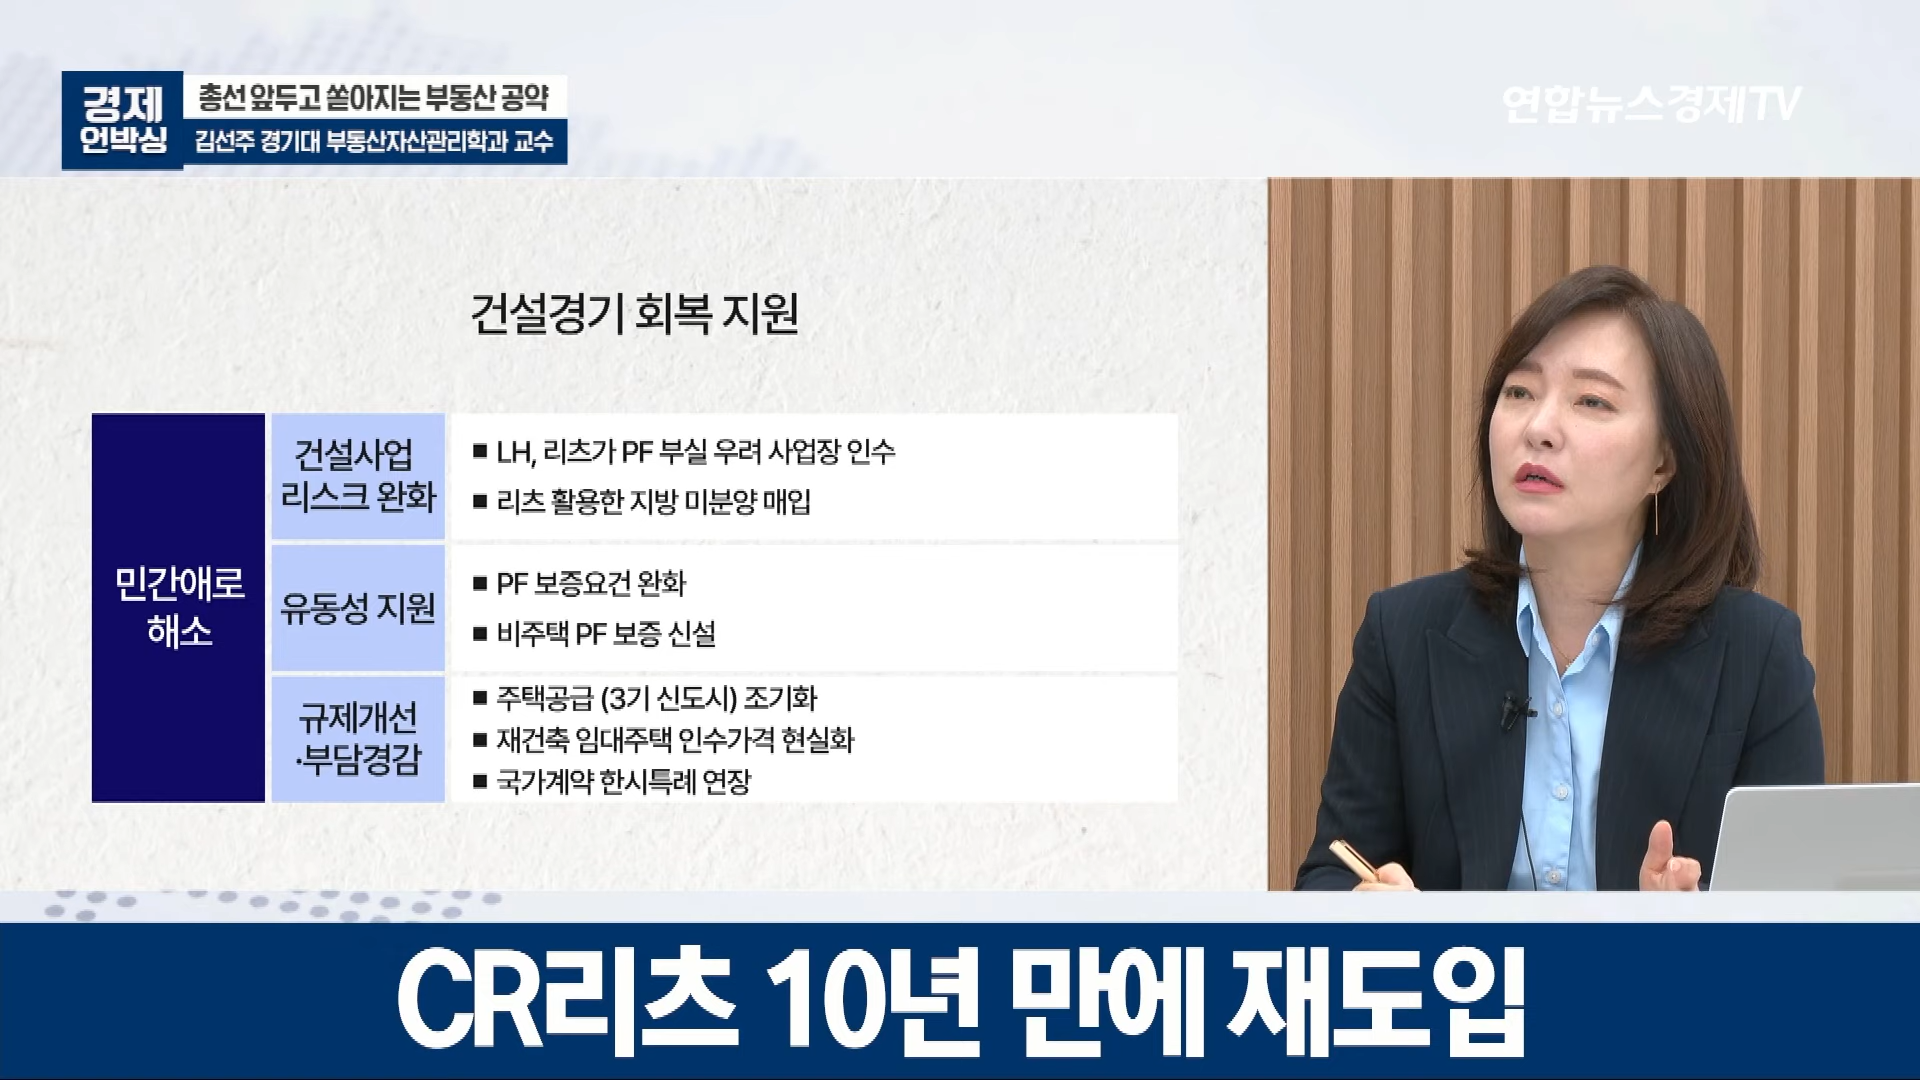 경제
언박싱
총선 앞두고 쏟아지는 부동산 공약
김선주 경기대 부동산자산관리학과 교수
연합뉴스경제TV
건설경기 회복 지원
민간애로
해소
건설사업
리스크 완화
■ LH, 리츠가 PF 부실 우려 사업장 인수
■ 리츠 활용한 지방 미분양 매입
유동성 지원
■ PF 보증요건 완화
■ 비주택 PF 보증 신설
규제개선
·부담경감
■ 주택공급 (3기 신도시) 조기화
■ 재건축 임대주택 인수가격 현실화
■ 국가계약 한시특례 연장
CR리츠 10년 만에 재도입